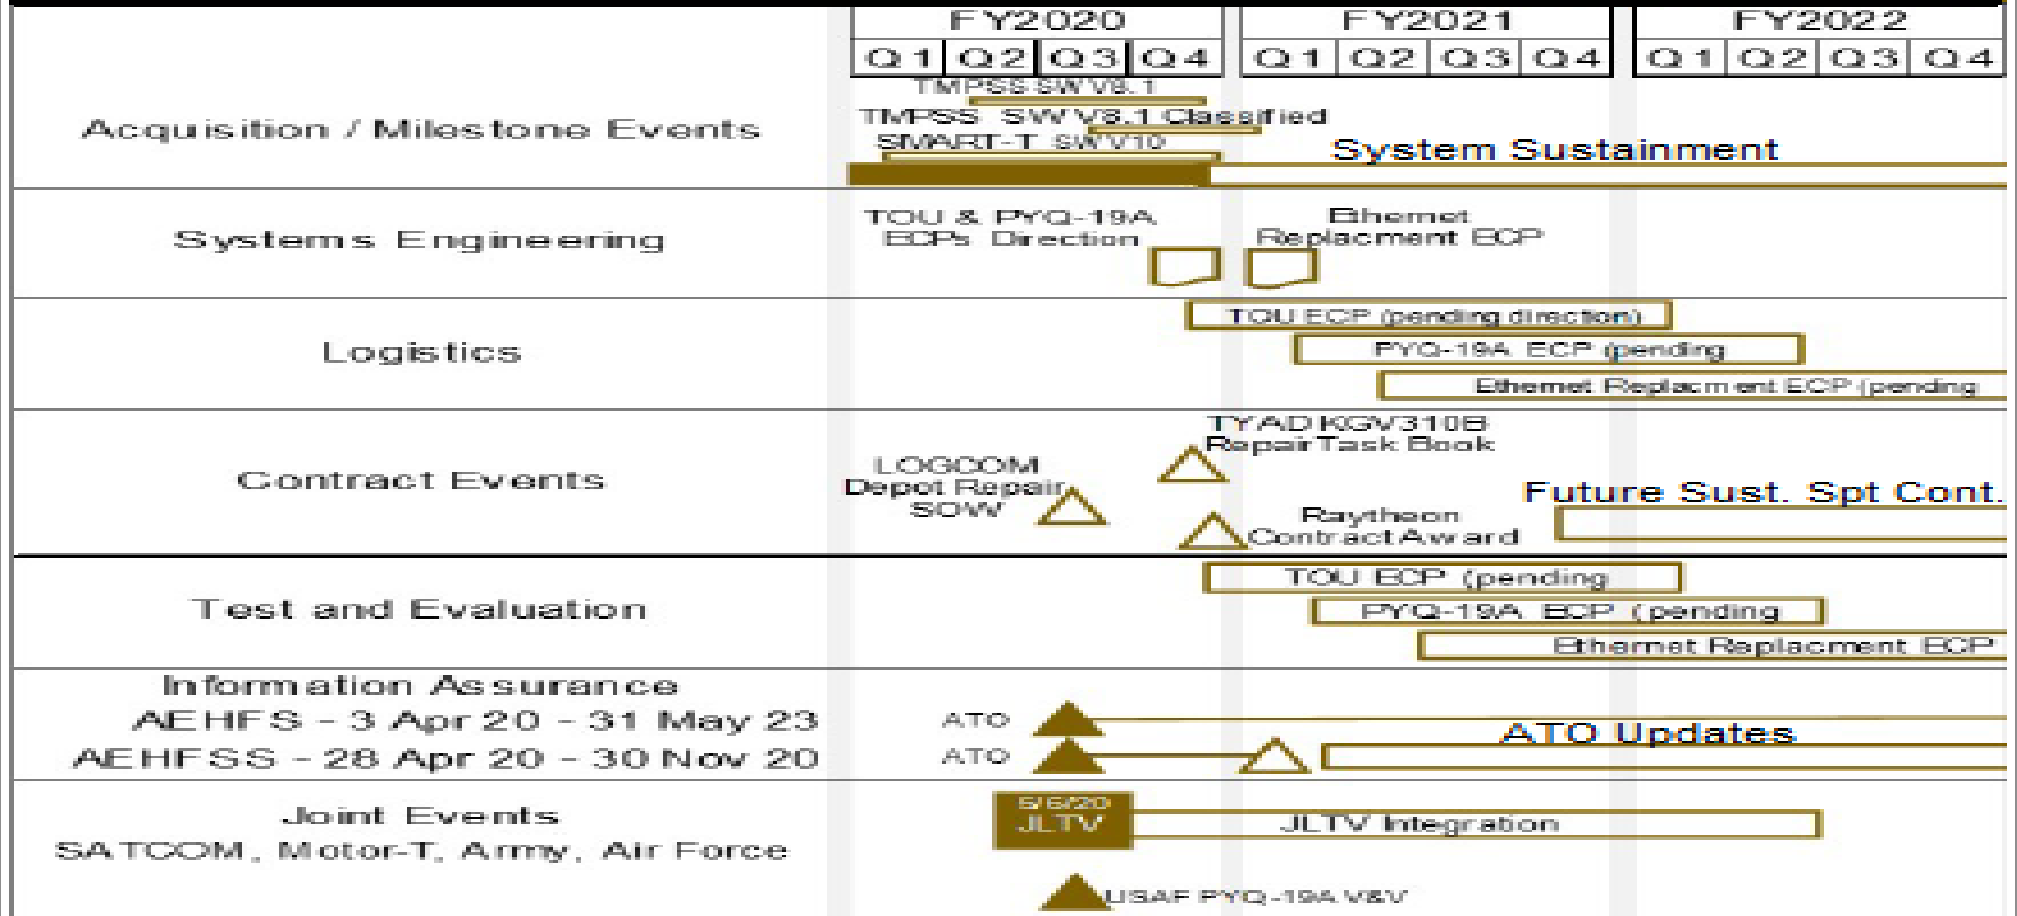 FY2020 FY2021 FY2022
Q1 Q2 Q3 Q4 Q1 Q2 Q3 Q4 Q1 Q2 Q3 Q4
Acquisition / Milestone Events
TMPSS SW V8.1
TMPSS SW V8.1 Classified
SMART-T SW V10
System Sustainment
Systems Engineering
TOU & PYQ-19A
ECPs Direction
Ethernet
Replacment ECP
Logistics
TOU ECP (pending direction)
PYQ-19A ECP (pending
Ethernet Replacment ECP (pending
Contract Events
LOGCOM
Depot Repair
SOW
TYAD KGV310B
Repair Task Book
Raytheon
Contract Award
Future Sust. Spt Cont.
Test and Evaluation
TOU ECP (pending
PYQ-19A ECP (pending
Ethernet Replacment ECP
Information Assurance
AEHFS - 3 Apr 20 - 31 May 23
AEHFSS - 28 Apr 20 - 30 Nov 20
ATO
ATO
ATO Updates
Joint Events
SATCOM, Motor-T, Army, Air Force
5/6/20
JLTV
JLTV Integration
USAF PYQ-19A V&V